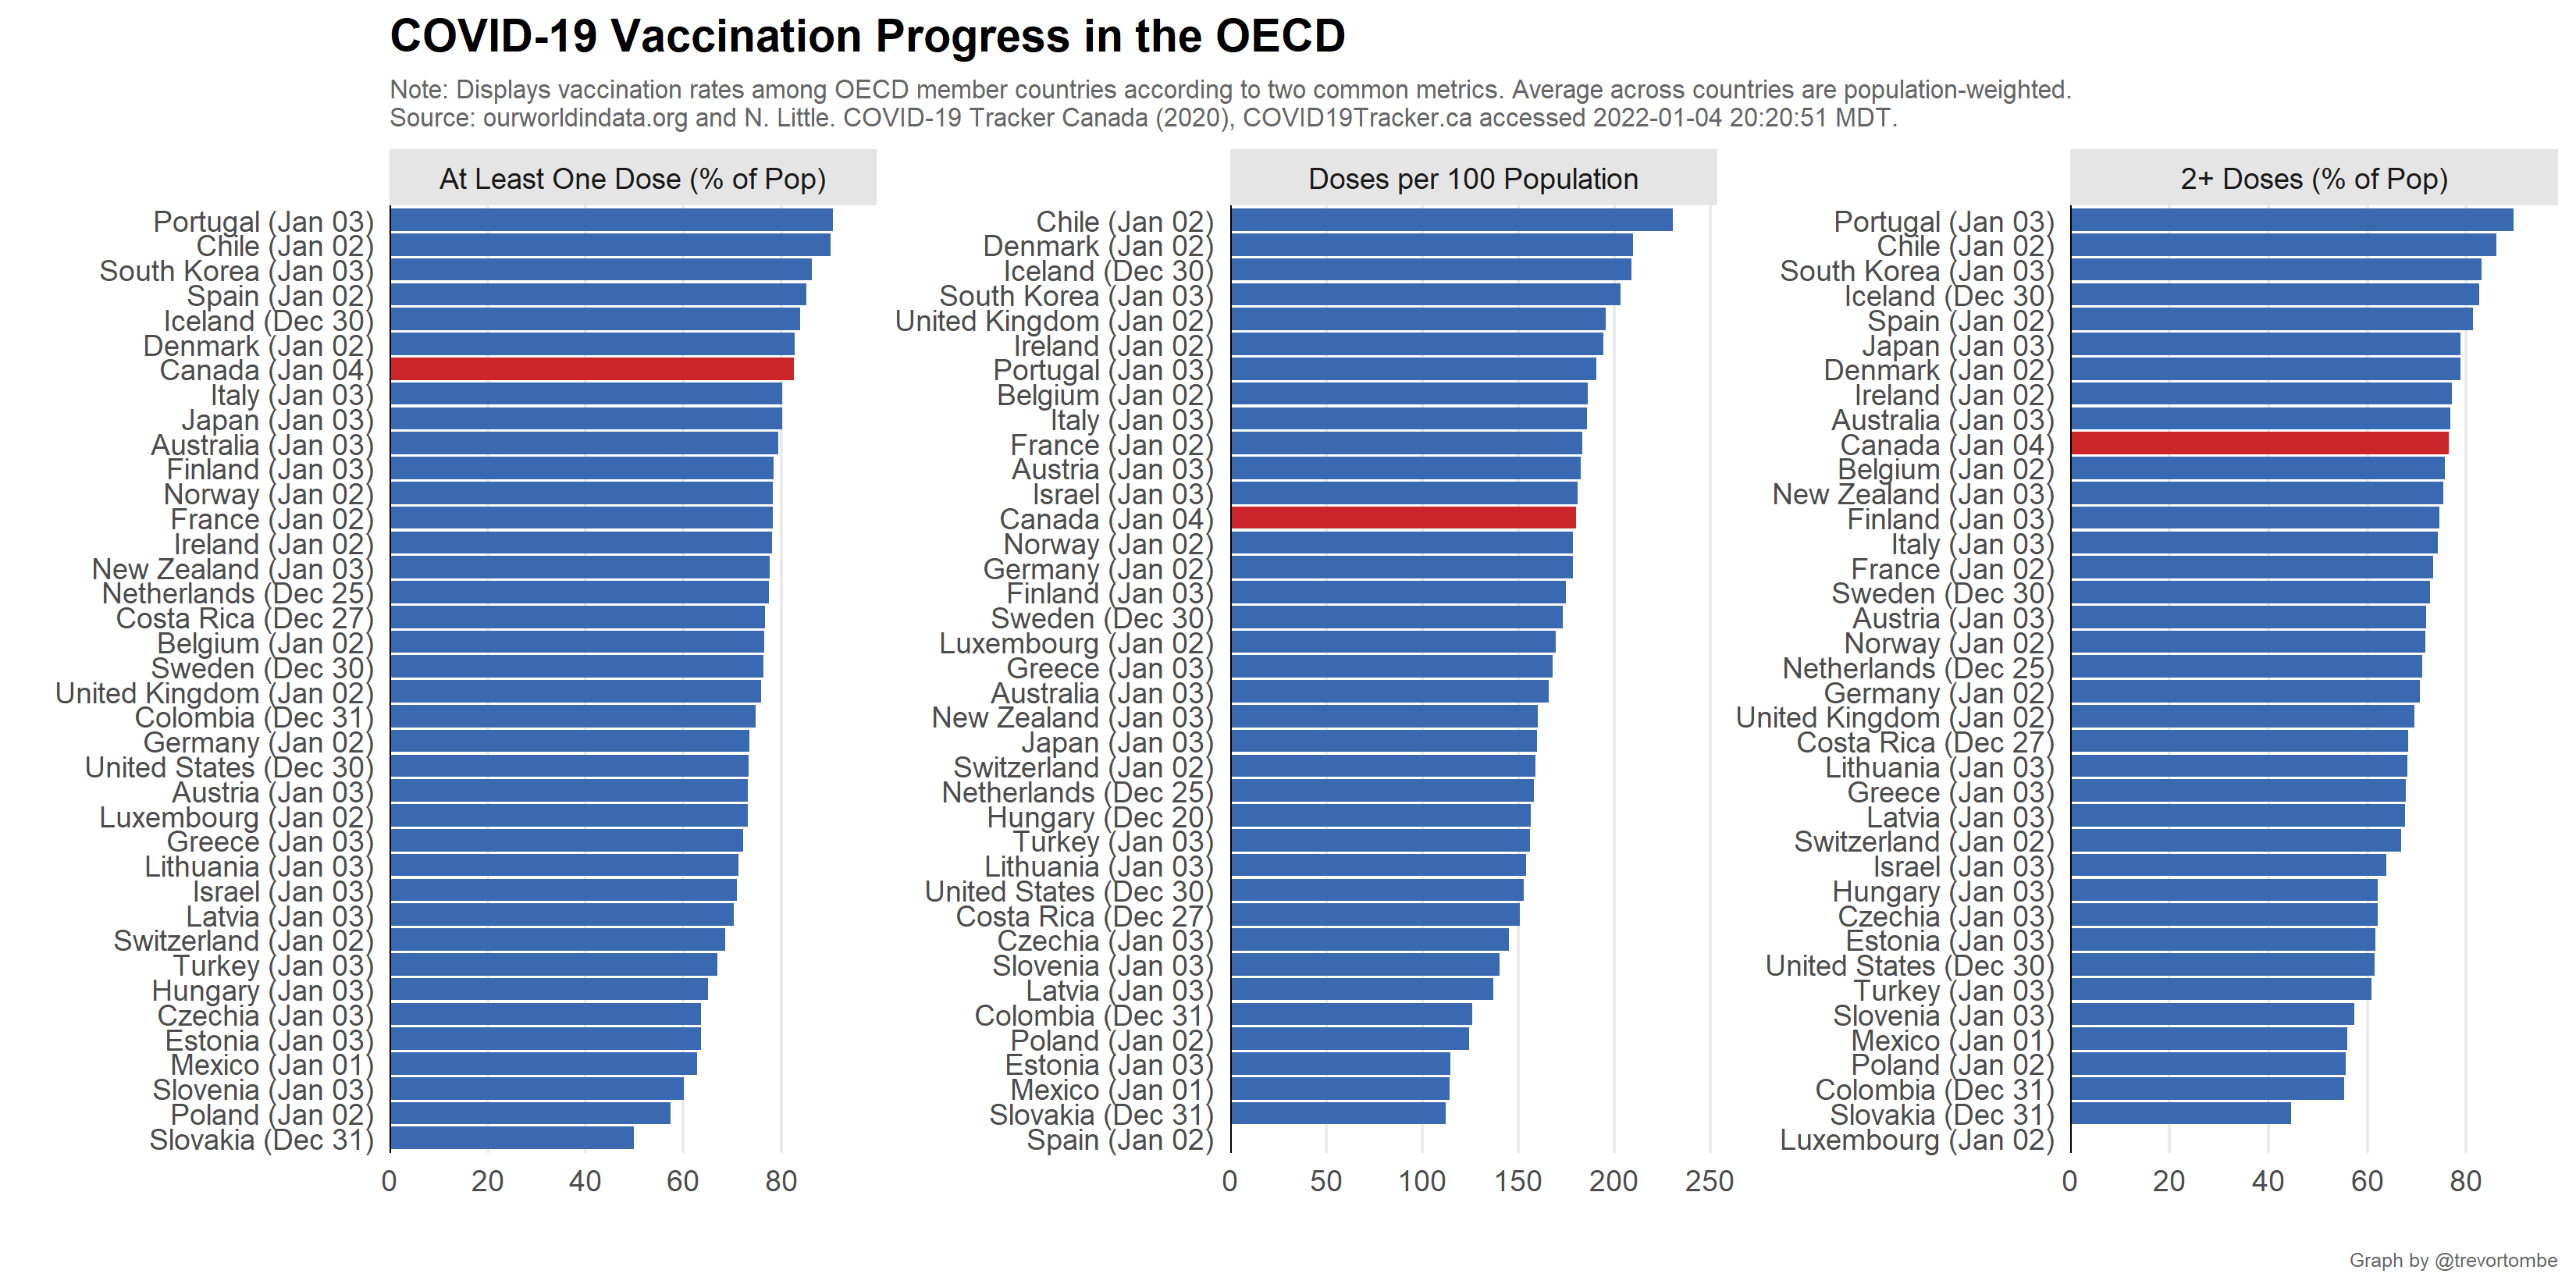 COVID-19 Vaccination Progress in the OECD
Note: Displays vaccination rates among OECD member countries according to two common metrics. Average across countries are population-weighted.
Source: ourworldindata.org and N. Little. COVID-19 Tracker Canada (2020), COVID19Tracker.ca accessed 2022-01-04 20:20:51 MDT.
At Least One Dose (% of Pop)
Portugal (Jan 03)
Chile (Jan 02)
South Korea (Jan 03)
Spain (Jan 02)
Iceland (Dec 30)
Denmark (Jan 02)
Canada (Jan 04)
Italy (Jan 03)
Japan (Jan 03)
Australia (Jan 03)
Finland (Jan 03)
Norway (Jan 02)
France (Jan 02)
Ireland (Jan 02)
New Zealand (Jan 03)
Netherlands (Dec 25)
Costa Rica (Dec 27)
Belgium (Jan 02)
Sweden (Dec 30)
United Kingdom (Jan 02)
Colombia (Dec 31)
Germany (Jan 02)
United States (Dec 30)
Austria (Jan 03)
Luxembourg (Jan 02)
Greece (Jan 03)
Lithuania (Jan 03)
Israel (Jan 03)
Latvia (Jan 03)
Switzerland (Jan 02)
Turkey (Jan 03)
Hungary (Jan 03)
Czechia (Jan 03)
Estonia (Jan 03)
Mexico (Jan 01)
Slovenia (Jan 03)
Poland (Jan 02)
Slovakia (Dec 31)
0 20 40 60 80
Doses per 100 Population
Chile (Jan 02)
Denmark (Jan 02)
Iceland (Dec 30)
South Korea (Jan 03)
United Kingdom (Jan 02)
Ireland (Jan 02)
Portugal (Jan 03)
Belgium (Jan 02)
Italy (Jan 03)
France (Jan 02)
Austria (Jan 03)
Israel (Jan 03)
Canada (Jan 04)
Norway (Jan 02)
Germany (Jan 02)
Finland (Jan 03)
Sweden (Dec 30)
Luxembourg (Jan 02)
Greece (Jan 03)
Australia (Jan 03)
New Zealand (Jan 03)
Japan (Jan 03)
Switzerland (Jan 02)
Netherlands (Dec 25)
Hungary (Dec 20)
Turkey (Jan 03)
Lithuania (Jan 03)
United States (Dec 30)
Costa Rica (Dec 27)
Czechia (Jan 03)
Slovenia (Jan 03)
Latvia (Jan 03)
Colombia (Dec 31)
Poland (Jan 02)
Estonia (Jan 03)
Mexico (Jan 01)
Slovakia (Dec 31)
Spain (Jan 02)
0 50 100 150 200 250
2+ Doses (% of Pop)
Portugal (Jan 03)
Chile (Jan 02)
South Korea (Jan 03)
Iceland (Dec 30)
Spain (Jan 02)
Japan (Jan 03)
Denmark (Jan 02)
Ireland (Jan 02)
Australia (Jan 03)
Canada (Jan 04)
Belgium (Jan 02)
New Zealand (Jan 03)
Finland (Jan 03)
Italy (Jan 03)
France (Jan 02)
Sweden (Dec 30)
Austria (Jan 03)
Norway (Jan 02)
Netherlands (Dec 25)
Germany (Jan 02)
United Kingdom (Jan 02)
Costa Rica (Dec 27)
Lithuania (Jan 03)
Greece (Jan 03)
Latvia (Jan 03)
Switzerland (Jan 02)
Israel (Jan 03)
Hungary (Jan 03)
Czechia (Jan 03)
Estonia (Jan 03)
United States (Dec 30)
Turkey (Jan 03)
Slovenia (Jan 03)
Mexico (Jan 01)
Poland (Jan 02)
Colombia (Dec 31)
Slovakia (Dec 31)
Luxembourg (Jan 02)
0 20 40 60 80
Graph by @trevortombe